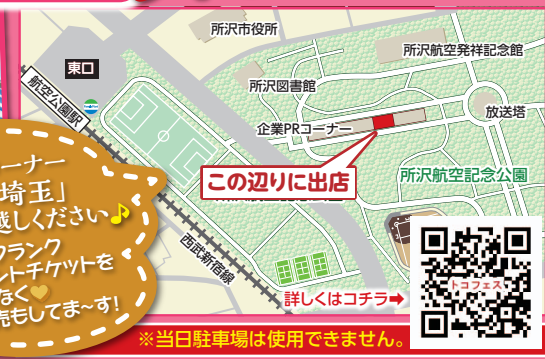 所沢市役所
所沢航空発祥記念館
東口
航空公園駅
所沢図書館
放送塔
企業PRコーナー
この辺りに出店
所沢航空記念公園
ーナー
埼玉」
越しください♪
フランク
ントチケットを
なく
売もしてま～す!
西武新宿線
トコフェス
詳しくはコチラ➡
※当日駐車場は使用できません。